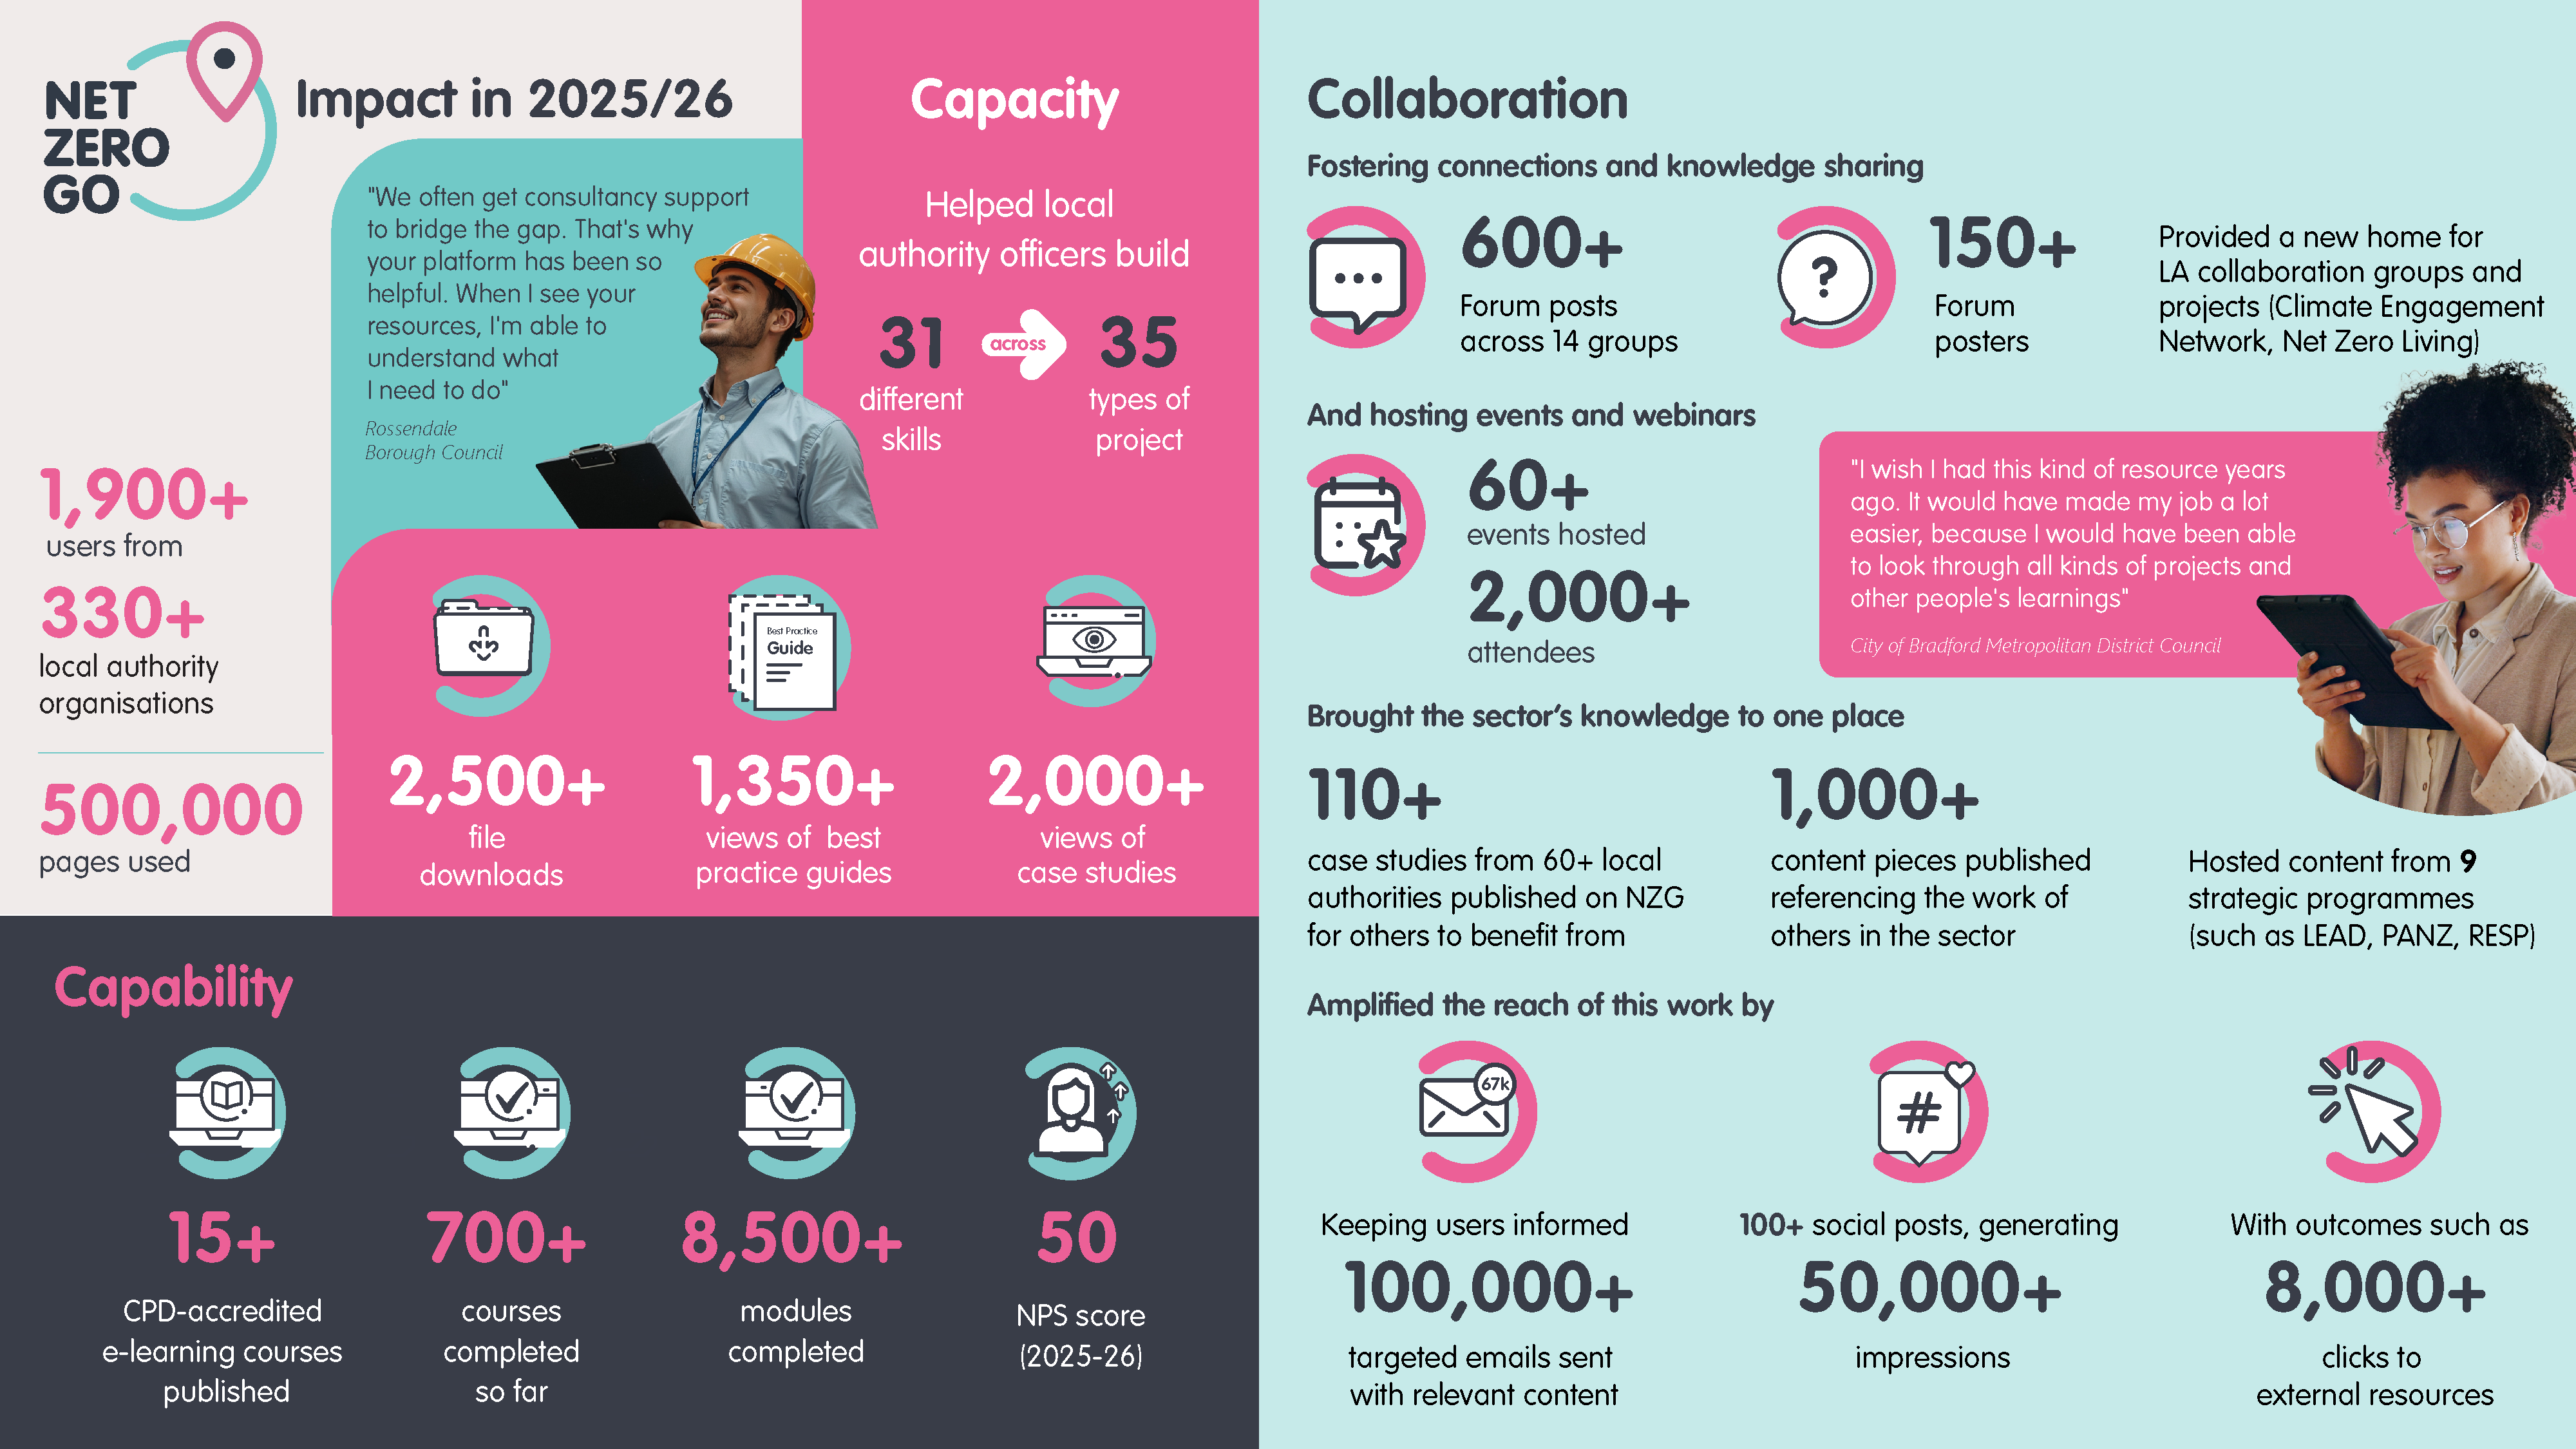 NET
ZERO
GO
Impact in 2025/26
"We often get consultancy support
to bridge the gap. That's why
your platform has been so
helpful. When I see your
resources, I'm able to
understand what
I need to do"
Rossendale
Borough Council
1,900+
users from
330+
local authority
organisations
500,000
pages used
Capacity
Helped local
authority officers build
31 across 35
different types of
skills project
Best Practice
Guide
2,500+ 1,350+ 2,000+
file views of best views of
downloads practice guides case studies
Capability
15+ 700+ 8,500+ 50
CPD-accredited courses modules NPS score
e-learning courses completed completed (2025-26)
published so far
Collaboration
Fostering connections and knowledge sharing
600+
Forum posts
across 14 groups
?
150+
Forum
posters
Provided a new home for
LA collaboration groups and
projects (Climate Engagement
Network, Net Zero Living)
And hosting events and webinars
60+
events hosted
2,000+
attendees
"I wish I had this kind of resource years
ago. It would have made my job a lot
easier, because I would have been able
to look through all kinds of projects and
other people's learnings"
City of Bradford Metropolitan District Council
Brought the sector’s knowledge to one place
110+
case studies from 60+ local
authorities published on NZG
for others to benefit from
1,000+
content pieces published
referencing the work of
others in the sector
Hosted content from 9
strategic programmes
(such as LEAD, PANZ, RESP)
Amplified the reach of this work by
67k
Keeping users informed
100,000+
targeted emails sent
with relevant content
#
100+ social posts, generating
50,000+
impressions
With outcomes such as
8,000+
clicks to
external resources